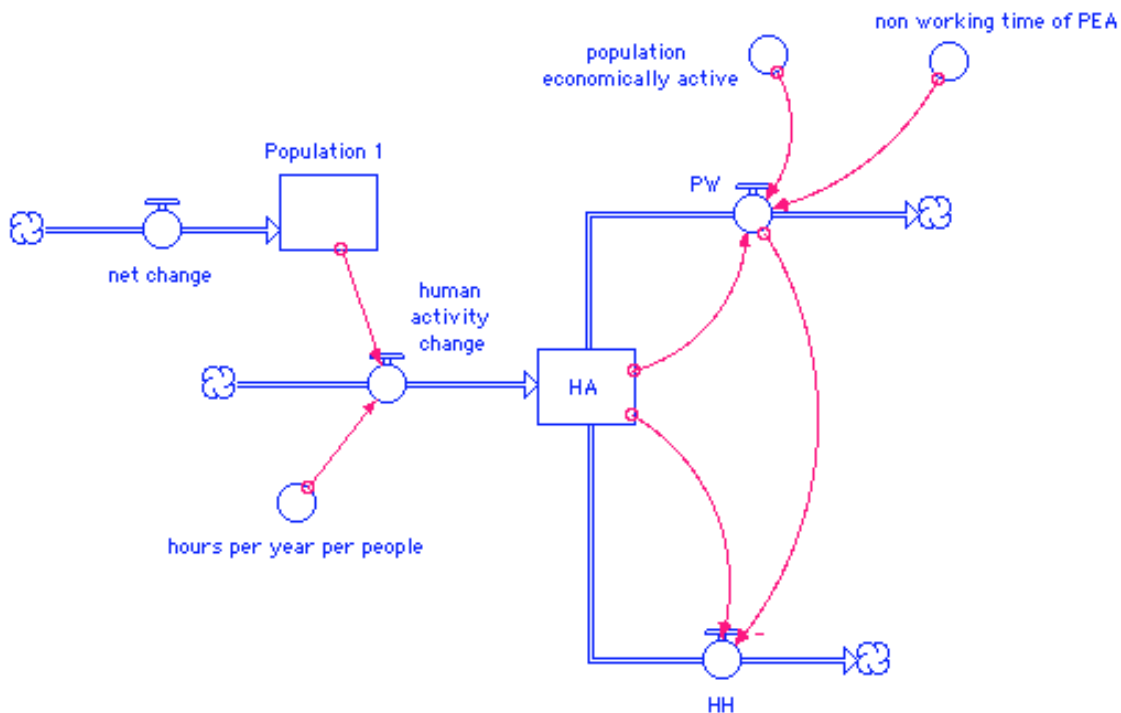 non working time of PEA
population
economically active
Population 1
PW
net change
human
activity
change
HA
hours per year per people
-
HH